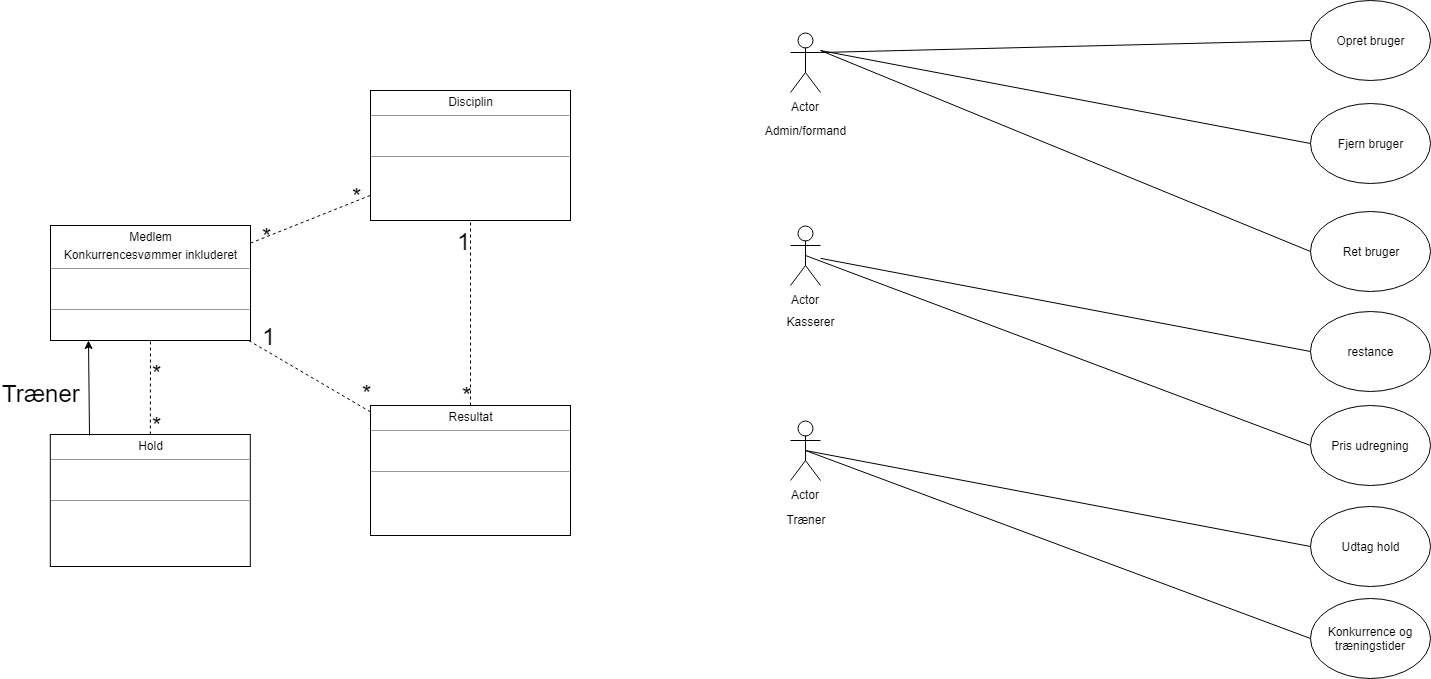 Disciplin
*
*
Medlem
Konkurrencesvømmer inkluderet
1
1
*
*
*
*
Træner
Hold
Resultat
Actor
Admin/formand
Opret bruger
Fjern bruger
Ret bruger
Actor
Kasserer
restance
Pris udregning
Actor
Træner
Udtag hold
Konkurrence og
træningstider